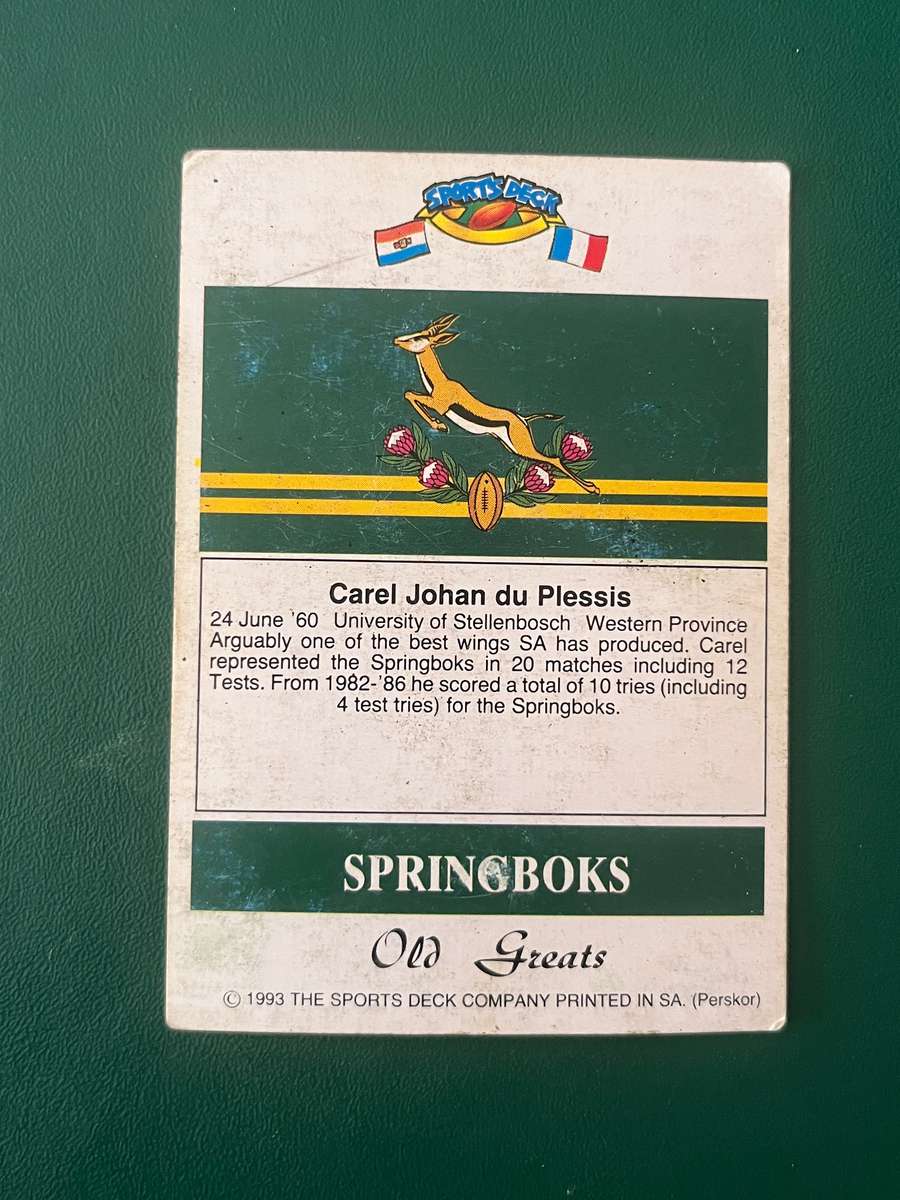 SPORTS DECK
Carel Johan du Plessis
24 June '60 University of Stellenbosch Western Province
Arguably one of the best wings SA has produced. Carel
represented the Springboks in 20 matches including 12
Tests. From 1982-'86 he scored a total of 10 tries (including
4 test tries) for the Springboks.
SPRINGBOKS
Old Greats
© 1993 THE SPORTS DECK COMPANY PRINTED IN SA. (Perskor)